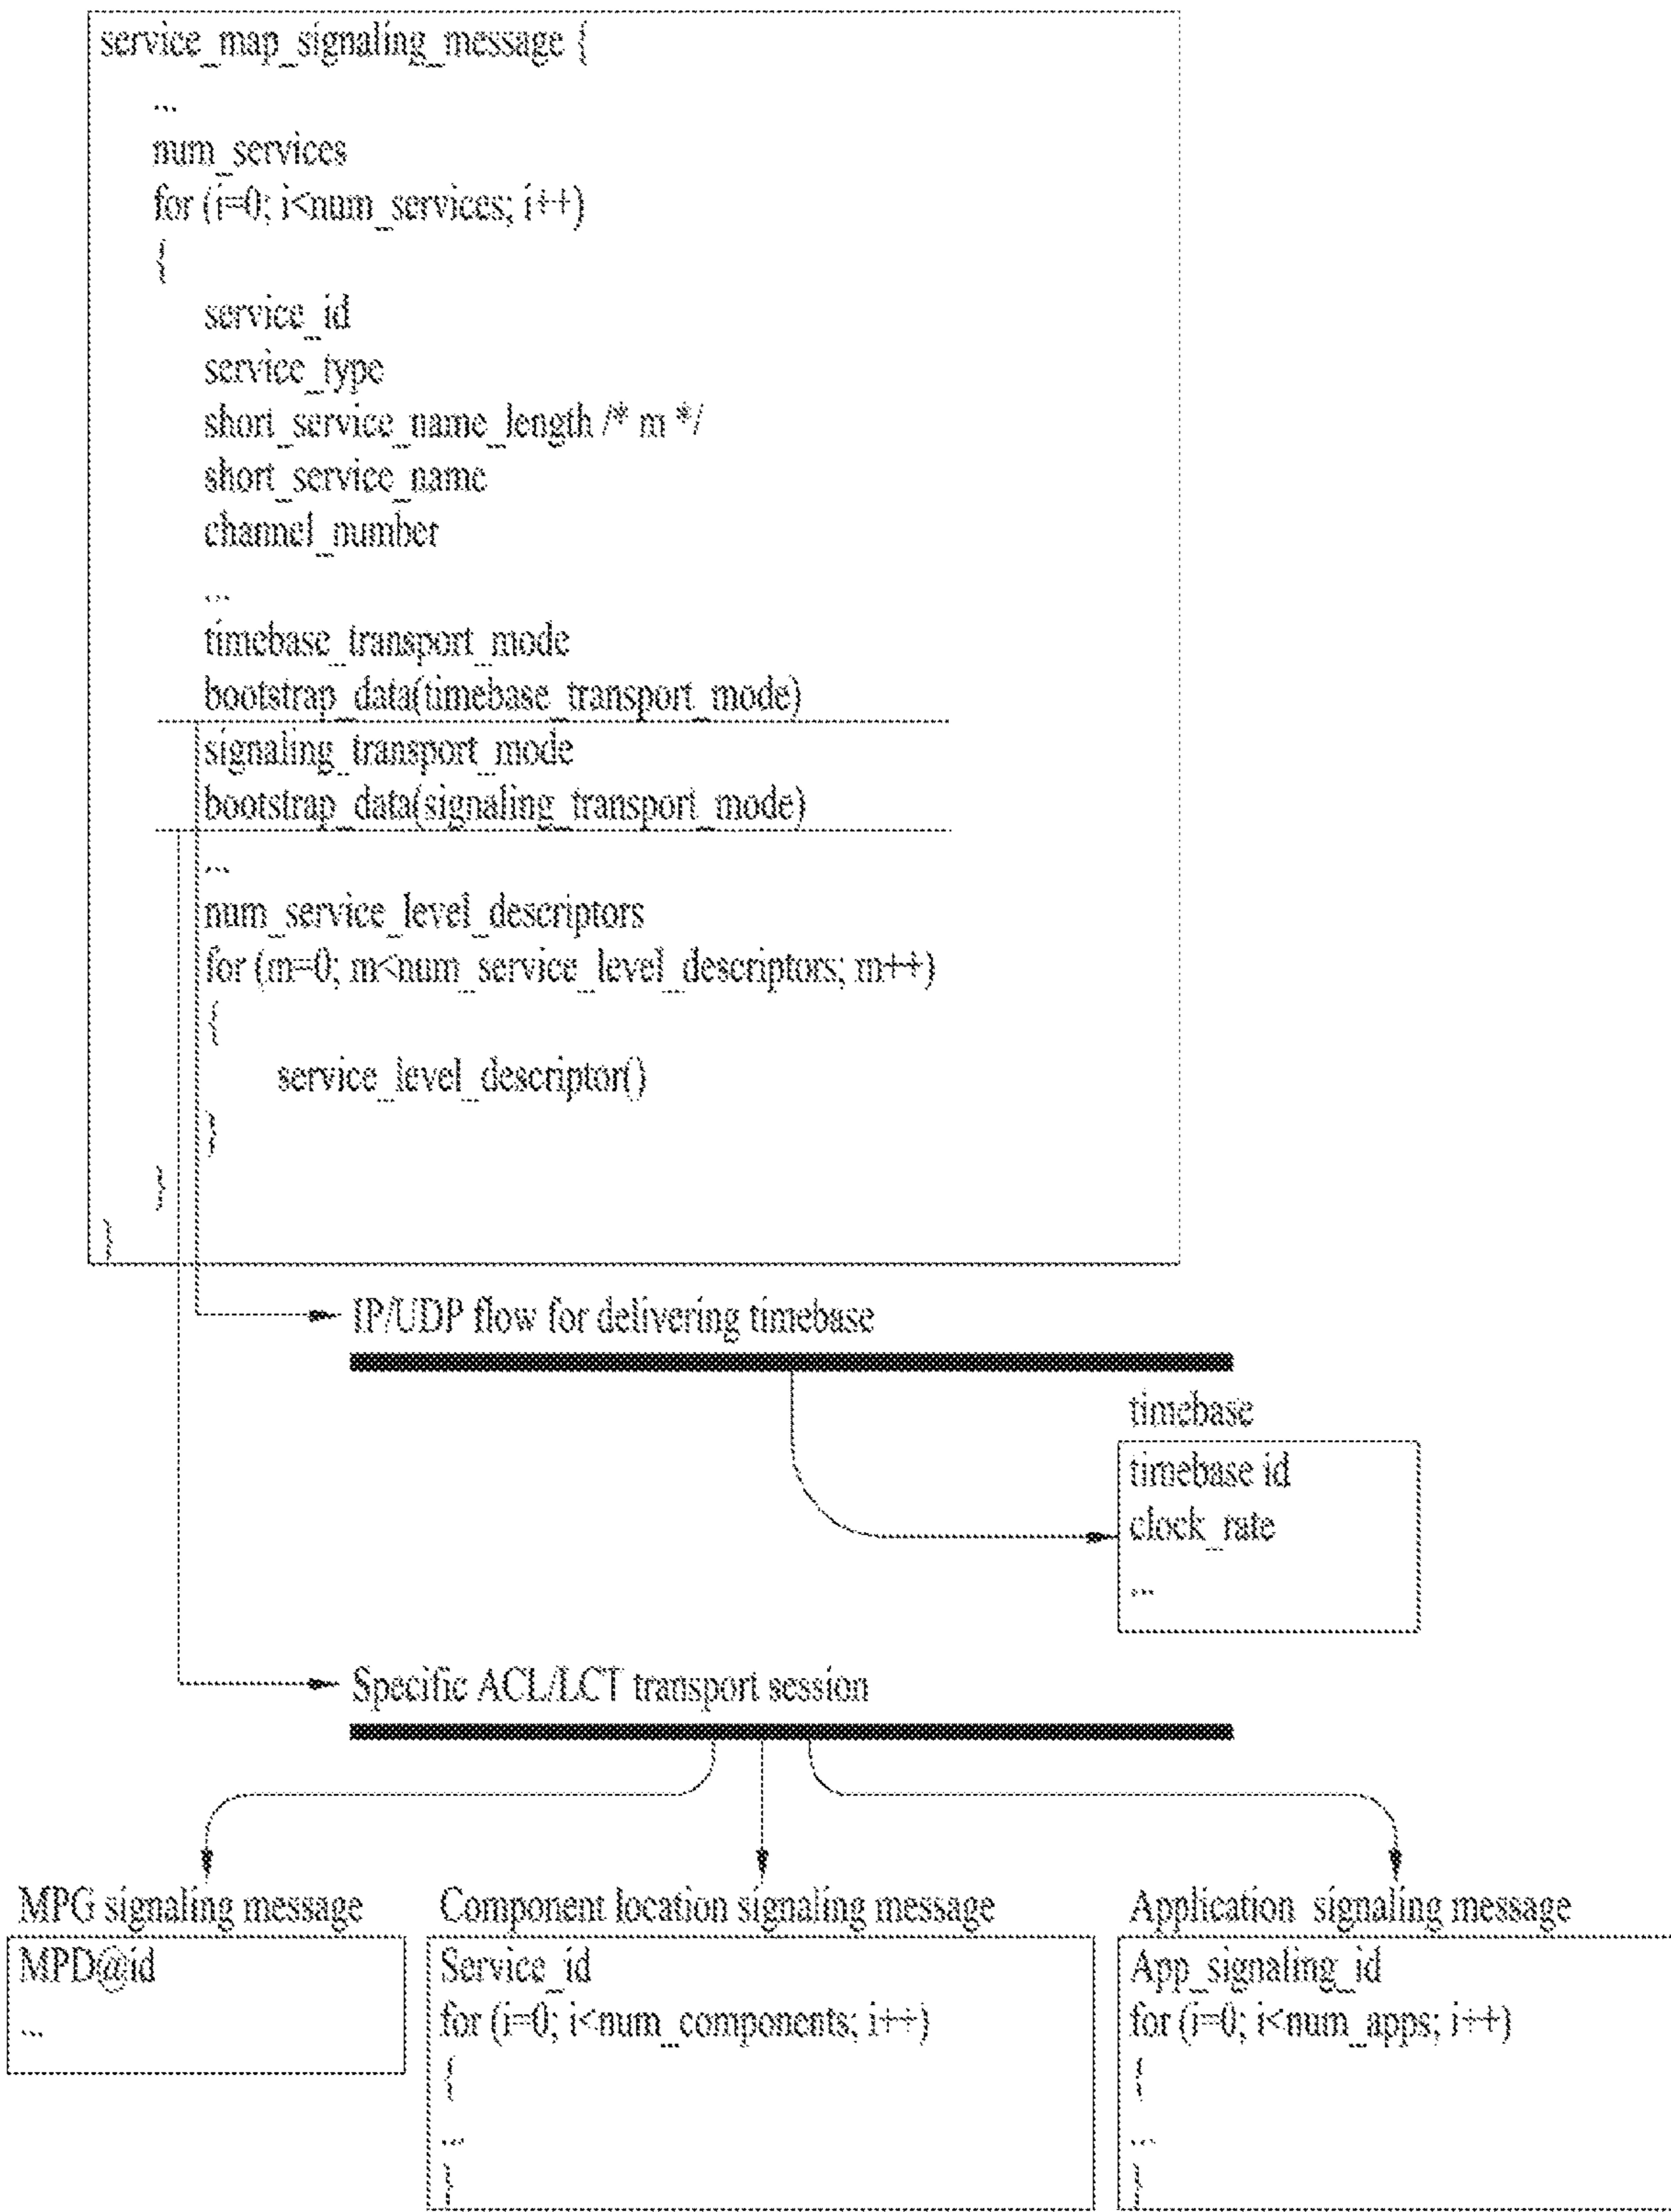 service_map_signaling_message {
...
num_services
for (i=0; i<num_services; i++)
{
service_id
service_type
short_service_name_length /* m */
short_service_name
channel_number
...
timebase_transport_mode
bootstrap_data(timebase_transport_mode)
signaling_transport_mode
bootstrap_data(signaling_transport_mode)
...
num_service_level_descriptors
for (m=0; m<num_service_level_descriptors; m++)
{
service_level_descriptor()
}
}
}
IP/UDP flow for delivering timebase
timebase
timebase id
clock_rate
...
Specific ACL/LCT transport session
MPG signaling message
MPD@id
...
Component location signaling message
Service_id
for (i=0; i<num_components; i++)
{
...
}
Application signaling message
App_signaling_id
for (i=0; i<num_apps; i++)
{
...
}